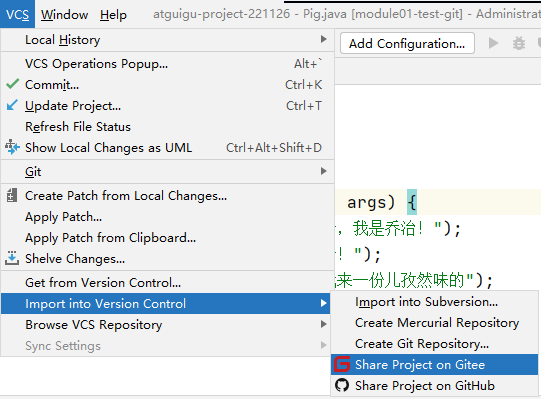 VCS Window Help atguigu-project-221126 - Pig.java [module01-test-git] - Administrat
Local History
Add Configuration...
VCS Operations Popup... Alt+`
Commit... Ctrl+K
Update Project... Ctrl+T
Refresh File Status
Show Local Changes as UML Ctrl+Alt+Shift+D
Git
Create Patch from Local Changes...
args) {
Apply Patch...
，我是乔治！");
Apply Patch from Clipboard...
！");
Shelve Changes...
来一份儿孜然味的");
Get from Version Control...
Import into Version Control
Import into Subversion...
Browse VCS Repository
Create Mercurial Repository
Sync Settings
Create Git Repository...
Share Project on Gitee
Share Project on GitHub